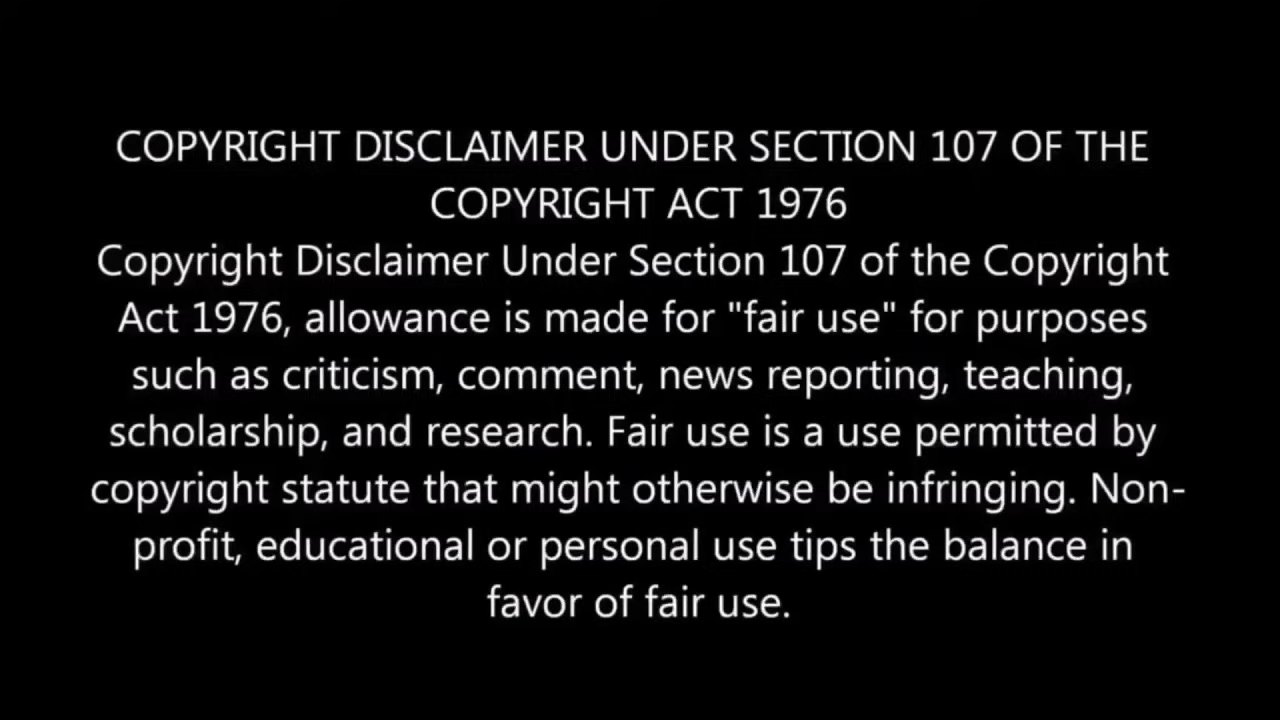 COPYRIGHT DISCLAIMER UNDER SECTION 107 OF THE
COPYRIGHT ACT 1976
Copyright Disclaimer Under Section 107 of the Copyright
Act 1976, allowance is made for "fair use" for purposes
such as criticism, comment, news reporting, teaching,
scholarship, and research. Fair use is a use permitted by
copyright statute that might otherwise be infringing. Non-
profit, educational or personal use tips the balance in
favor of fair use.